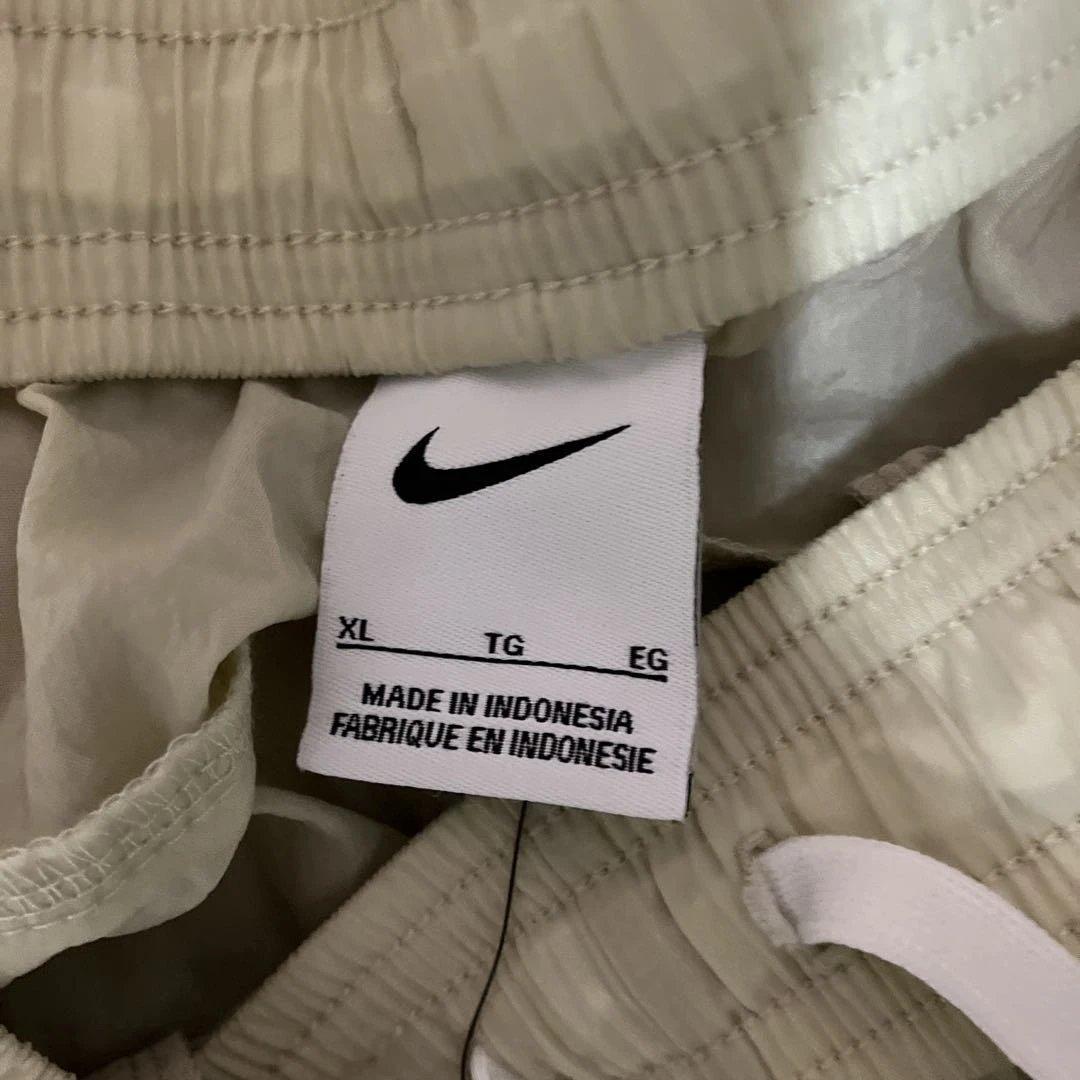 XL TG EG
MADE IN INDONESIA
FABRIQUE EN INDONESIE